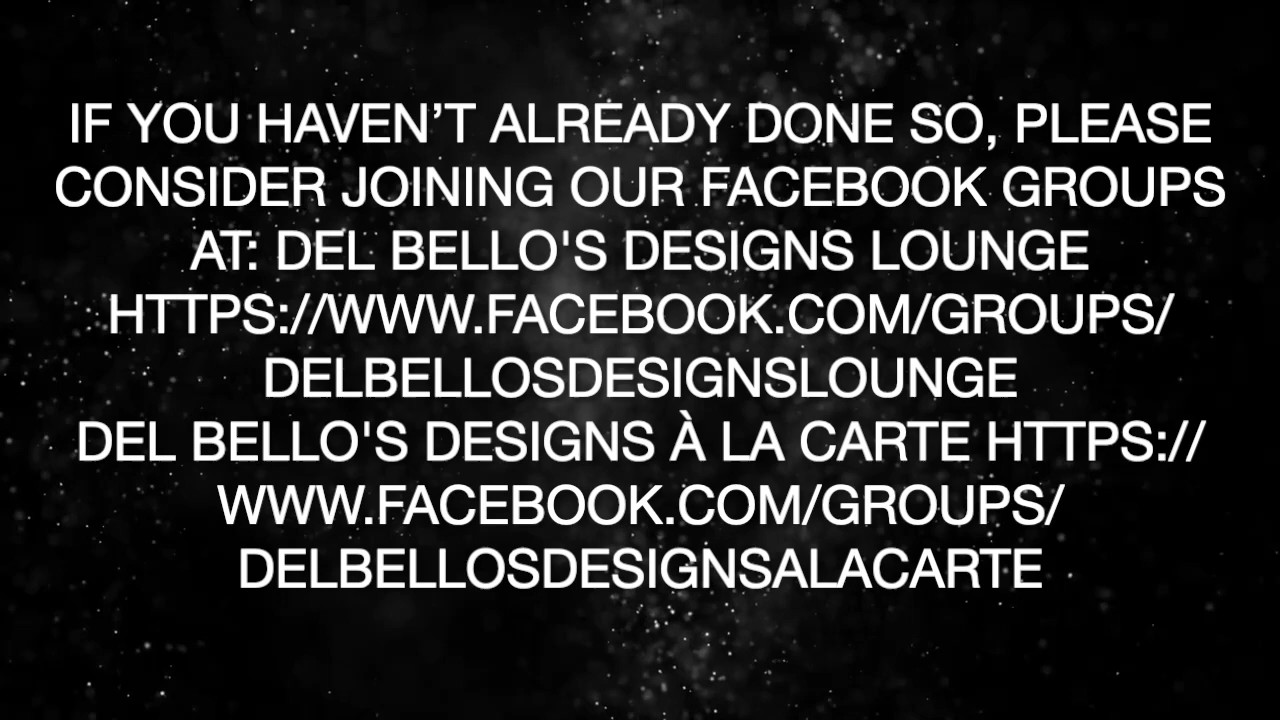 IF YOU HAVEN’T ALREADY DONE SO, PLEASE
CONSIDER JOINING OUR FACEBOOK GROUPS
AT: DEL BELLO'S DESIGNS LOUNGE
HTTPS://WWW.FACEBOOK.COM/GROUPS/
DELBELLOSDESIGNSLOUNGE
DEL BELLO'S DESIGNS À LA CARTE HTTPS://
WWW.FACEBOOK.COM/GROUPS/
DELBELLOSDESIGNSALACARTE